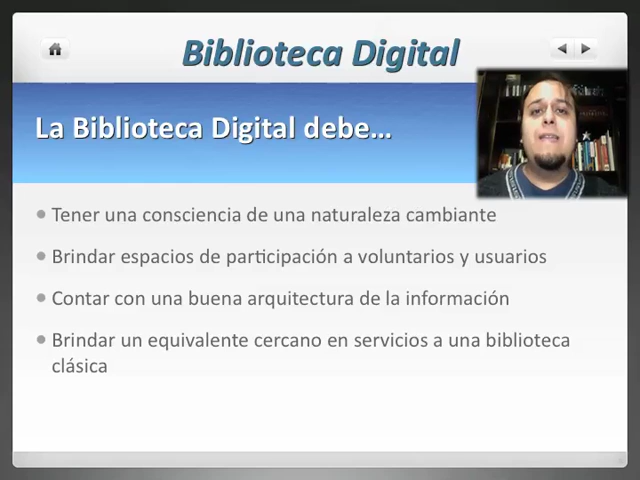 Biblioteca Digital
La Biblioteca Digital debe...
Tener una consciencia de una naturaleza cambiante
Brindar espacios de participación a voluntarios y usuarios
Contar con una buena arquitectura de la información
Brindar un equivalente cercano en servicios a una biblioteca
clásica